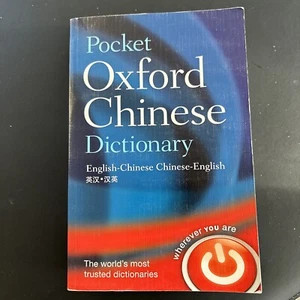 Pocket
Oxford
Chinese
Dictionary
English-Chinese Chinese-English
英汉•汉英
wherever you are
The world's most
trusted dictionaries